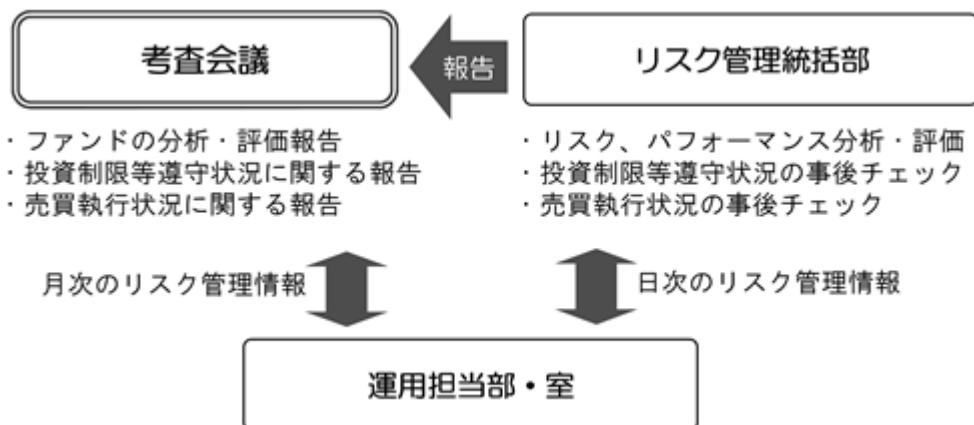 考査会議
報告
リスク管理統括部
・ファンドの分析・評価報告
・投資制限等遵守状況に関する報告
・売買執行状況に関する報告
・リスク、パフォーマンス分析・評価
・投資制限等遵守状況の事後チェック
・売買執行状況の事後チェック
月次のリスク管理情報
日次のリスク管理情報
運用担当部・室